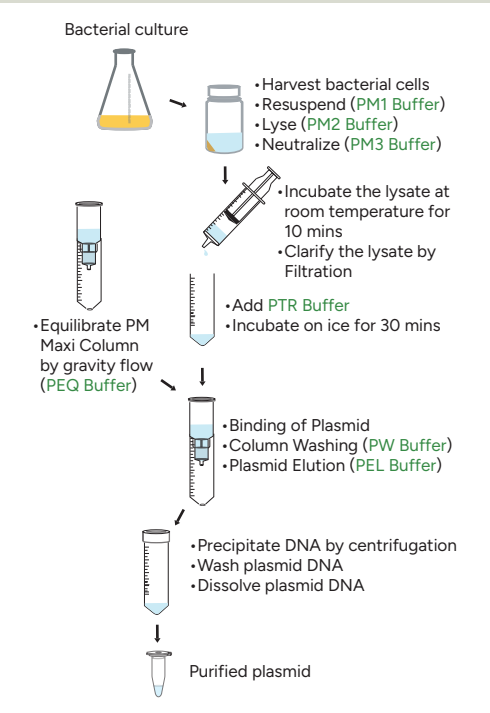 Bacterial culture
•Harvest bacterial cells
•Resuspend (PM1 Buffer)
•Lyse (PM2 Buffer)
•Neutralize (PM3 Buffer)
•Incubate the lysate at
room temperature for
10 mins
•Clarify the lysate by
Filtration
•Add PTR Buffer
•Incubate on ice for 30 mins
•Equilibrate PM
Maxi Column
by gravity flow
(PEQ Buffer)
•Binding of Plasmid
•Column Washing (PW Buffer)
•Plasmid Elution (PEL Buffer)
•Precipitate DNA by centrifugation
•Wash plasmid DNA
•Dissolve plasmid DNA
Purified plasmid